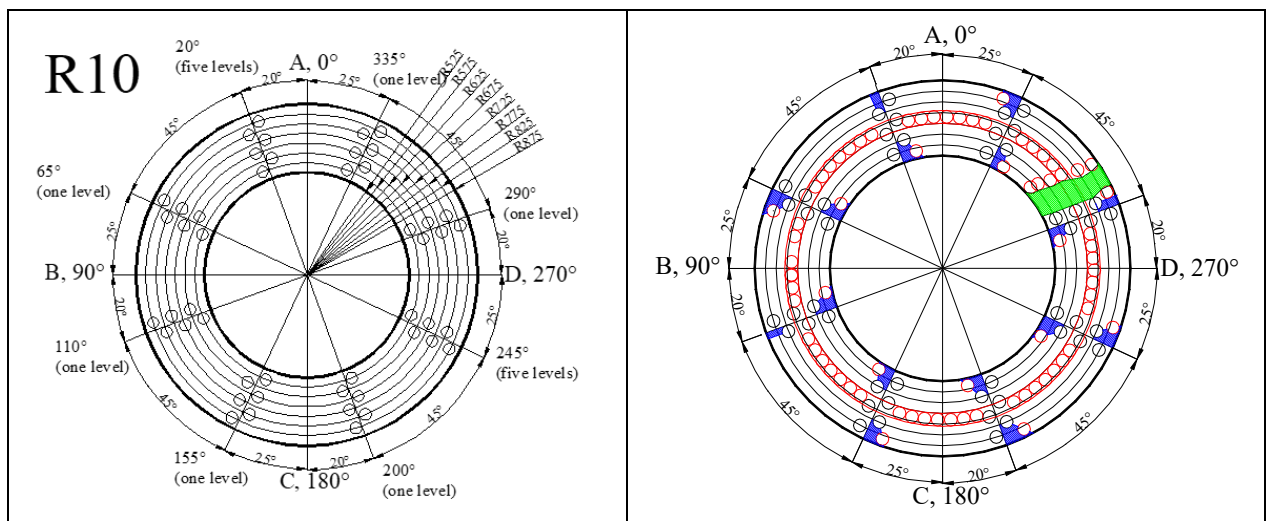 R10
20°
(five levels)
A, 0°
335°
(one level)
20°
25°
R525
R575
R625
R675
R725
R775
R825
R875
45°
45°
65°
(one level)
290°
(one level)
25°
20°
B, 90°
D, 270°
20°
25°
110°
(one level)
245°
(five levels)
45°
45°
155°
(one level)
25°
20°
200°
(one level)
C, 180°
A, 0°
20°
25°
45°
45°
25°
20°
B, 90°
D, 270°
20°
25°
45°
45°
25°
20°
C, 180°